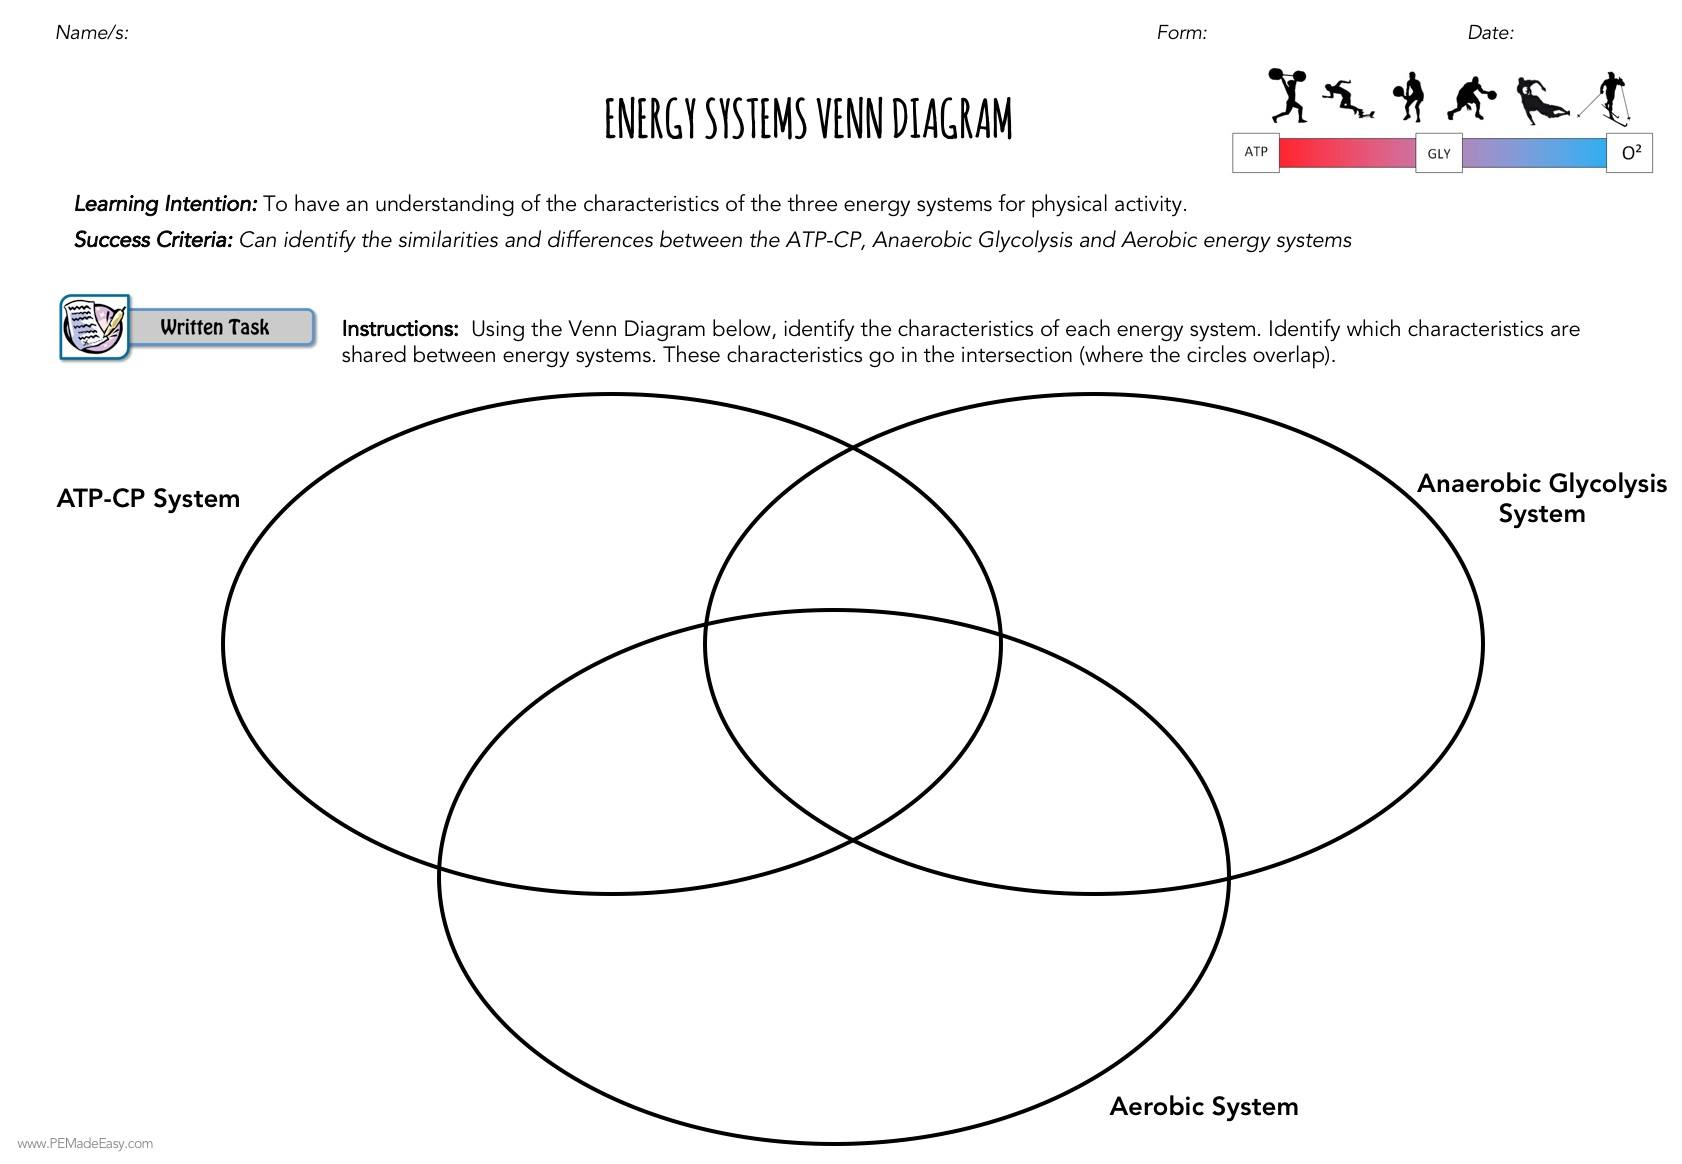 Name/s:
Form:
Date:
ENERGY SYSTEMS VENN DIAGRAM
ATP
GLY
O²
Learning Intention: To have an understanding of the characteristics of the three energy systems for physical activity.
Success Criteria: Can identify the similarities and differences between the ATP-CP, Anaerobic Glycolysis and Aerobic energy systems
Written Task
Instructions: Using the Venn Diagram below, identify the characteristics of each energy system. Identify which characteristics are
shared between energy systems. These characteristics go in the intersection (where the circles overlap).
ATP-CP System
Anaerobic Glycolysis
System
Aerobic System
www.PEMadeEasy.com